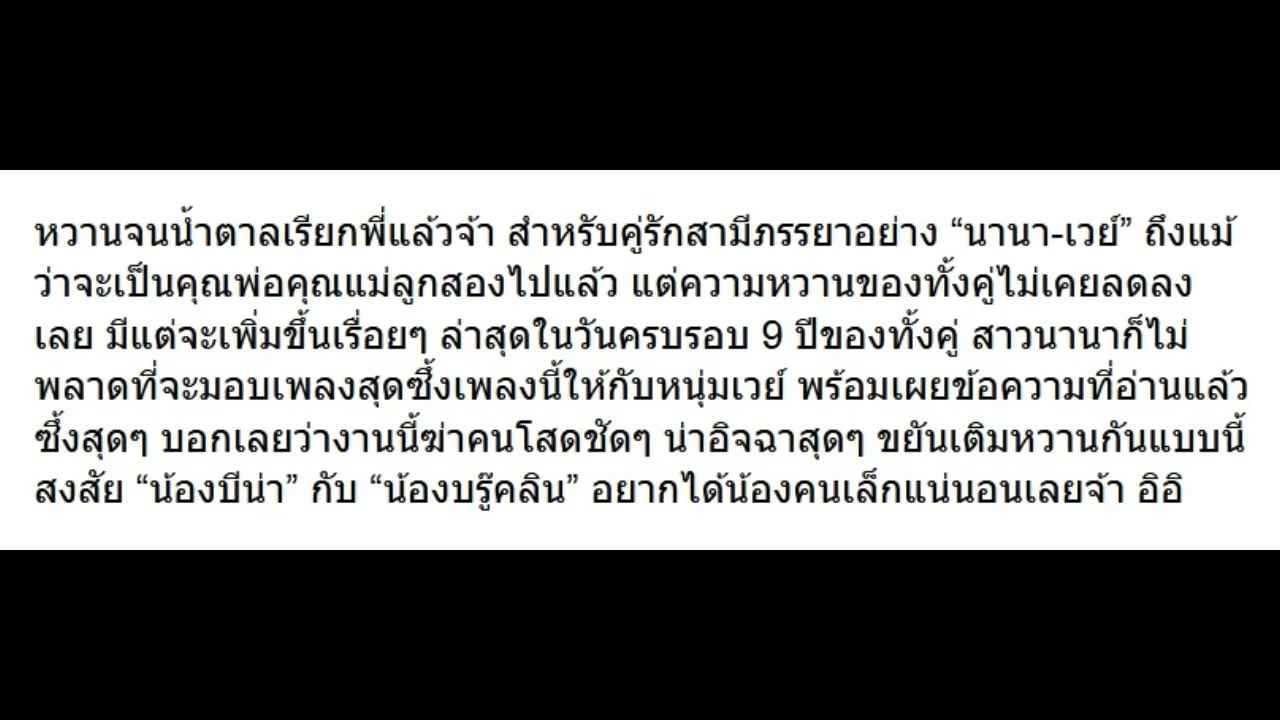 หวานจนน้ำตาลเรียกพี่แล้วจ้า สำหรับคู่รักสามีภรรยาอย่าง “นานา-เวย์” ถึงแม้
ว่าจะเป็นคุณพ่อคุณแม่ลูกสองไปแล้ว แต่ความหวานของทั้งคู่ไม่เคยลดลง
เลย มีแต่จะเพิ่มขึ้นเรื่อยๆ ล่าสุดในวันครบรอบ 9 ปีของทั้งคู่ สาวนานาก็ไม่
พลาดที่จะมอบเพลงสุดซึ้งเพลงนี้ให้กับหนุ่มเวย์ พร้อมเผยข้อความที่อ่านแล้ว
ซึ้งสุดๆ บอกเลยว่างานนี้ฆ่าคนโสดชัดๆ น่าอิจฉาสุดๆ ขยันเติมหวานกันแบบนี้
สงสัย “น้องบีน่า” กับ “น้องบรู๊คลิน” อยากได้น้องคนเล็กแน่นอนเลยจ้า อิอิ